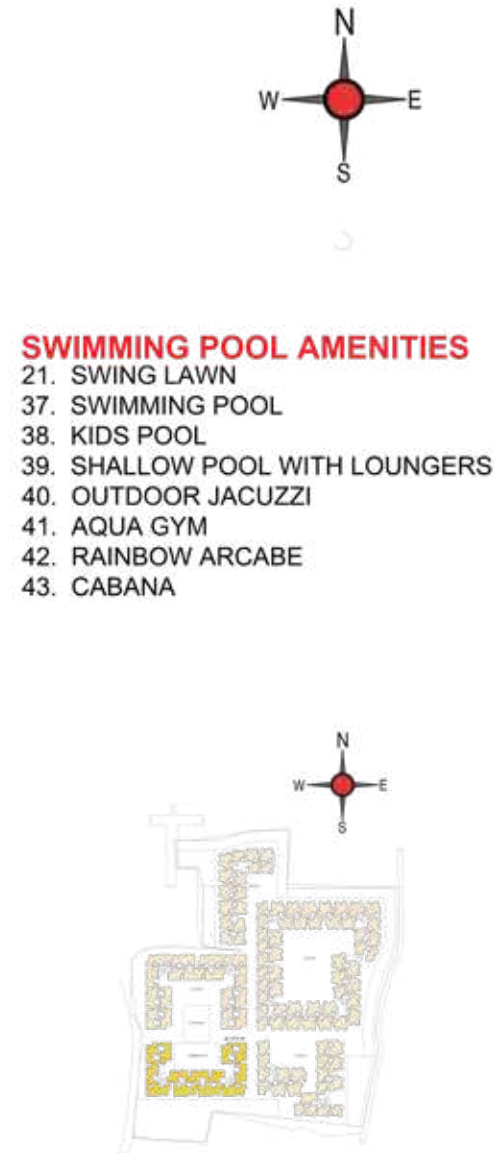 N
W E
S
SWIMMING POOL AMENITIES
21. SWING LAWN
37. SWIMMING POOL
38. KIDS POOL
39. SHALLOW POOL WITH LOUNGERS
40. OUTDOOR JACUZZI
41. AQUA GYM
42. RAINBOW ARCABE
43. CABANA
N
W E
S